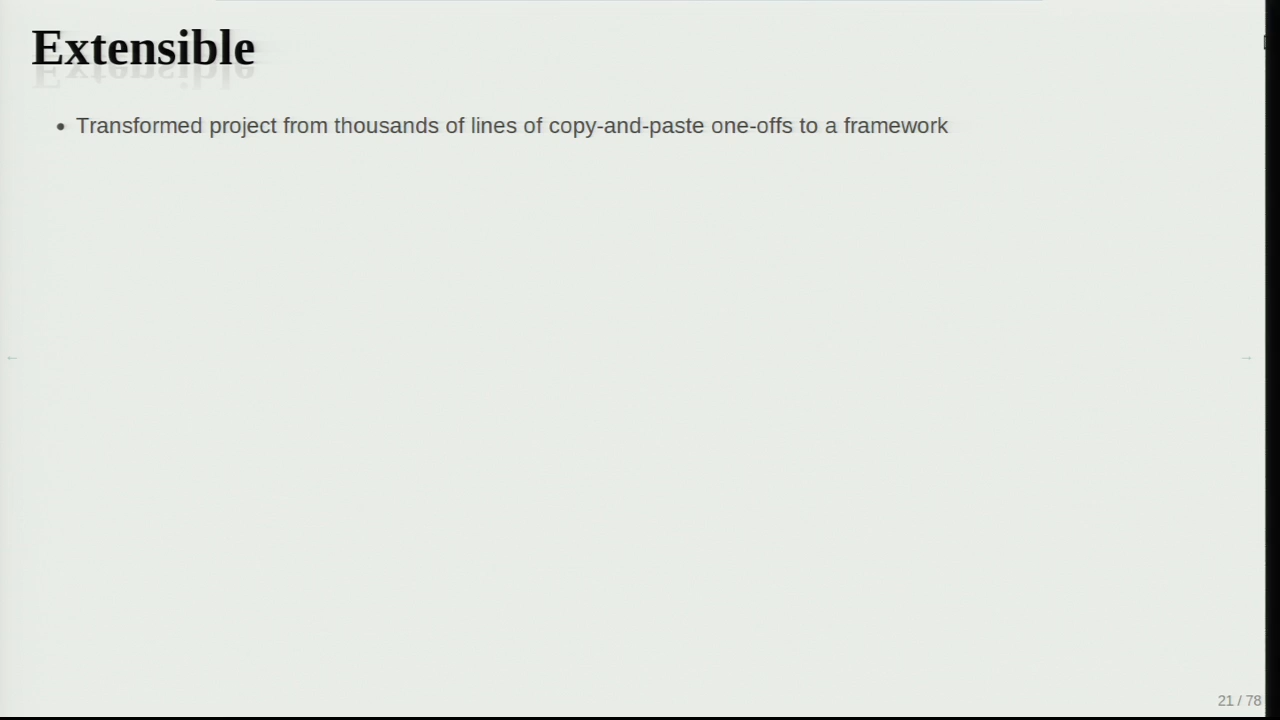 Extensible
• Transformed project from thousands of lines of copy-and-paste one-offs to a framework
←
→
21 / 78